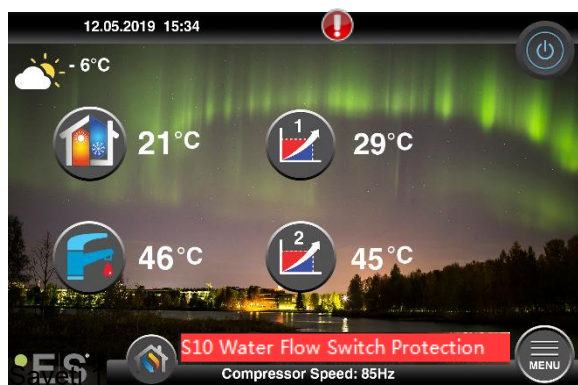 12.05.2019 15:34
- 6°C
21°C
1
29°C
46°C
2
45°C
S10 Water Flow Switch Protection
Compressor Speed: 85Hz
MENU